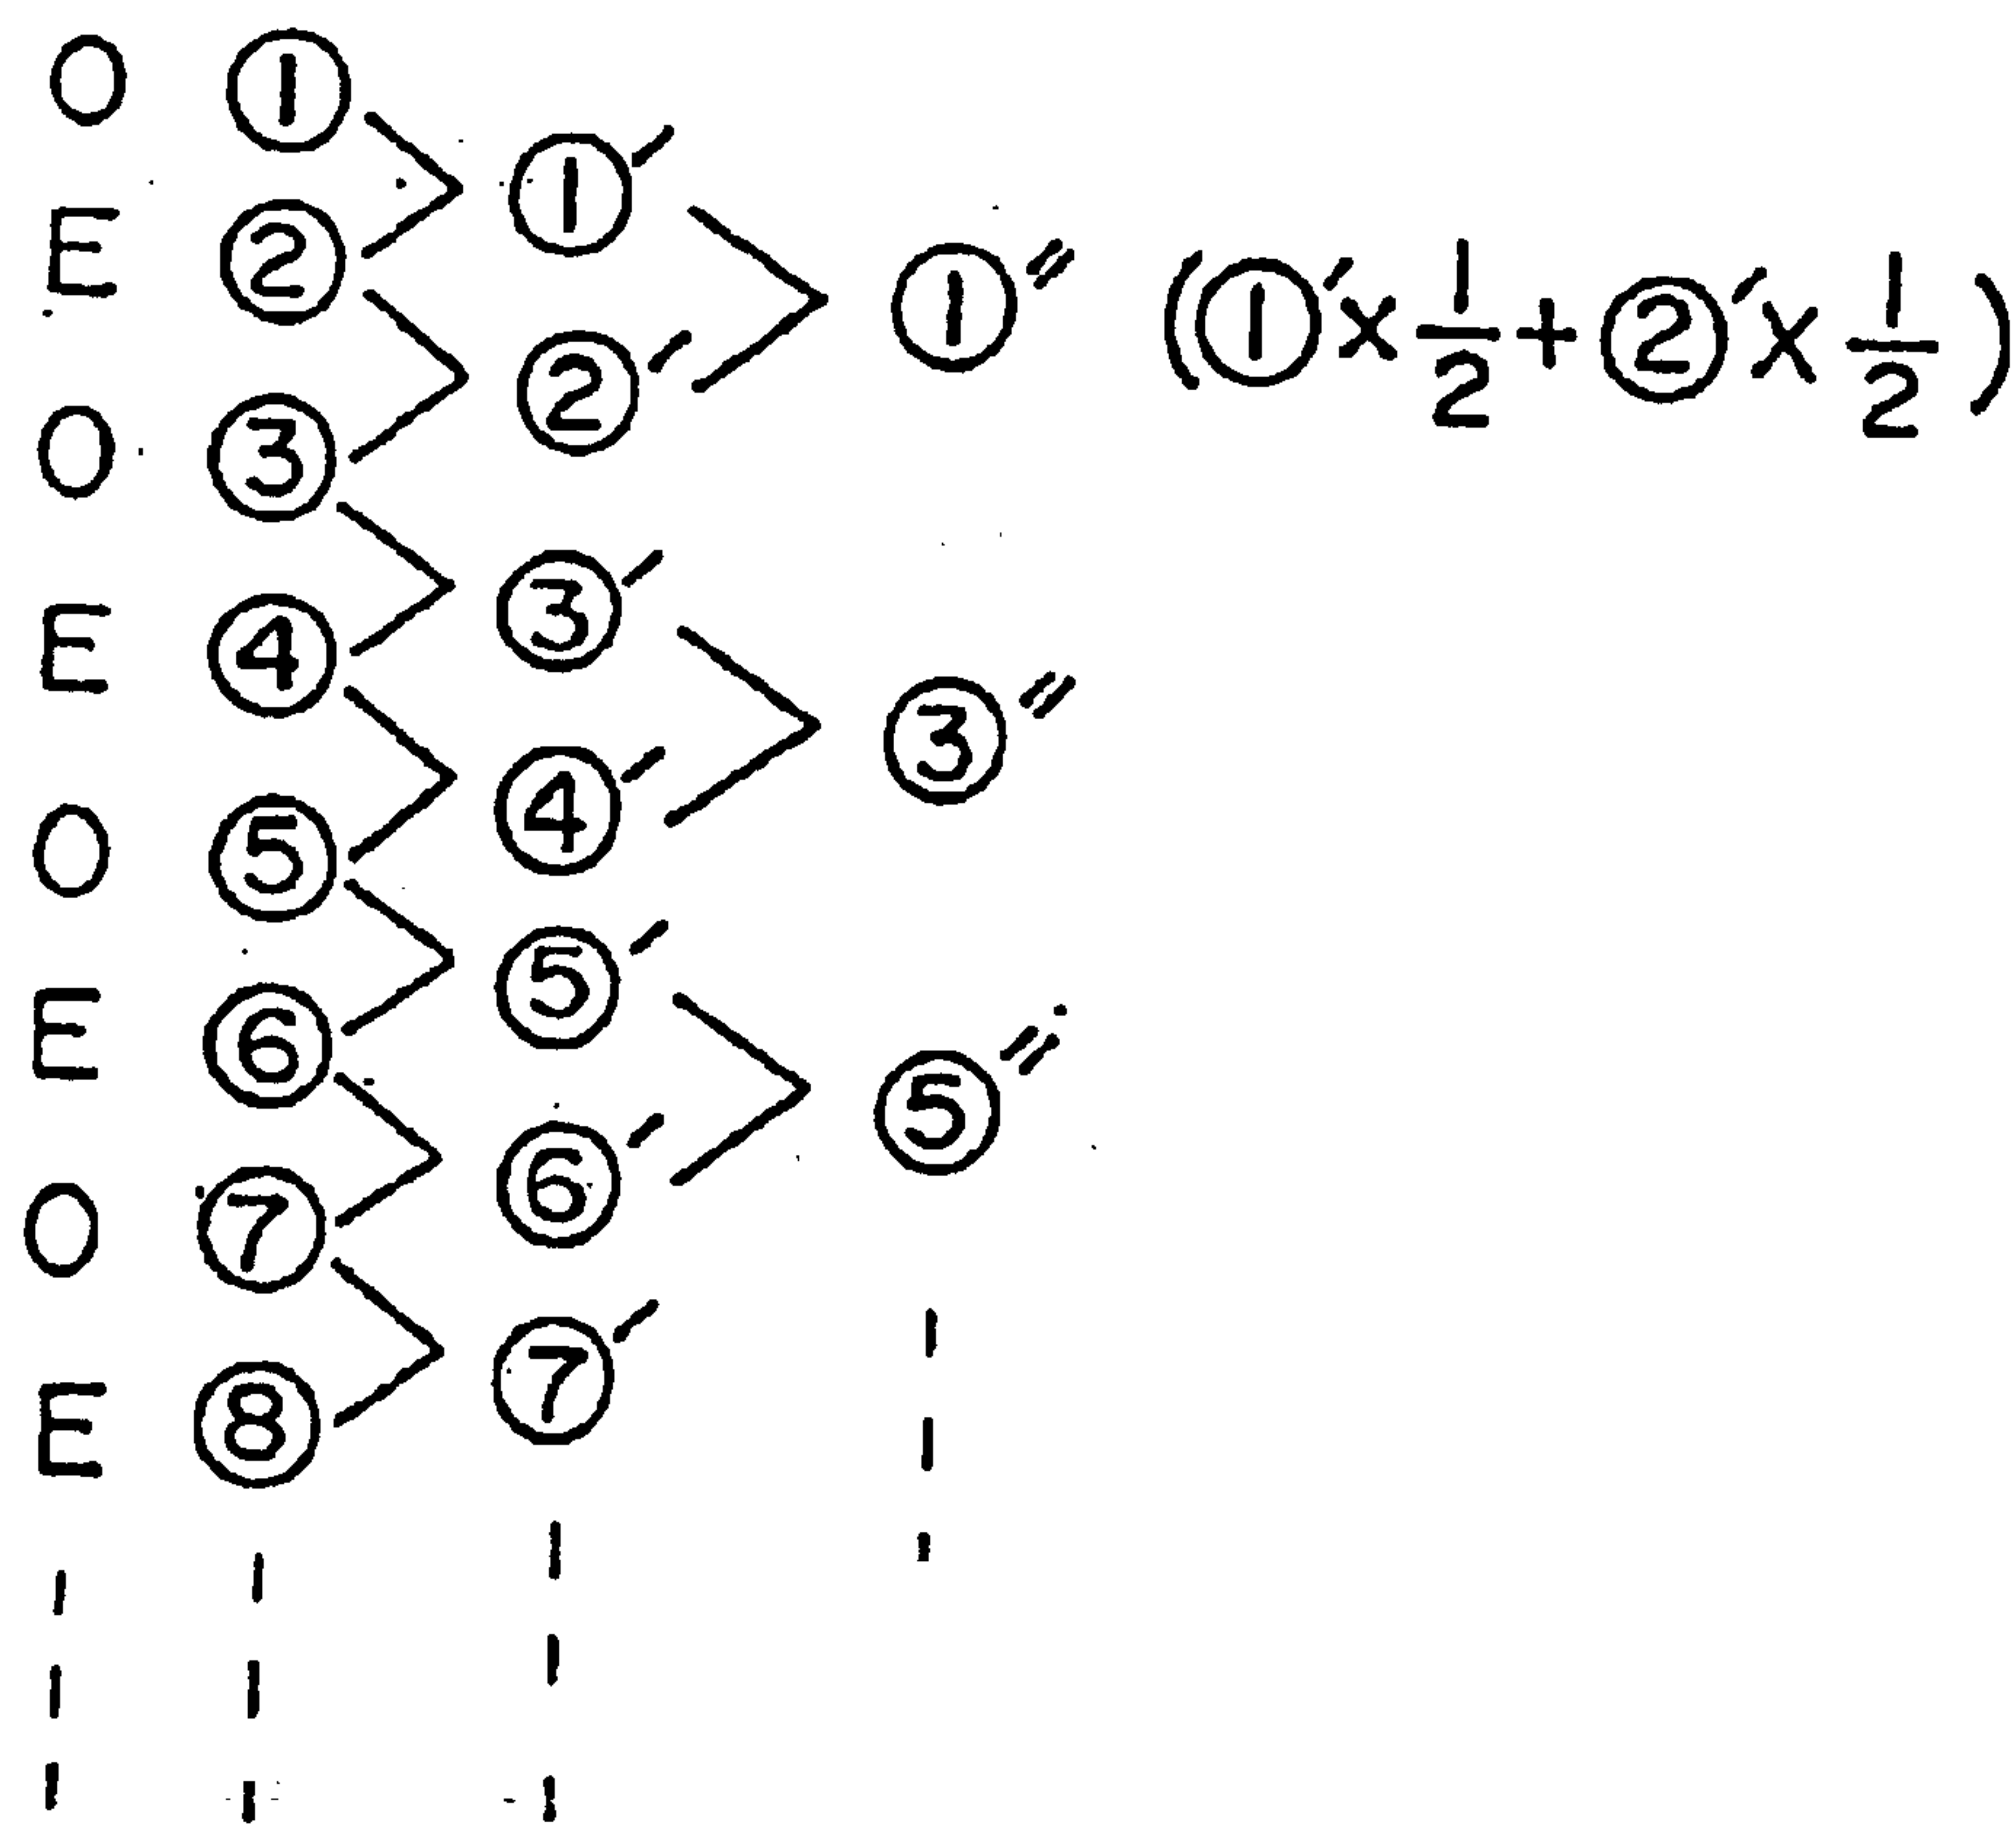 O ①
①′
E ②
①″ (①′×1/2+②′×1/2)
②′
O ③
③′
E ④
③″
④′
O ⑤
⑤′
E ⑥
⑤″
⑥′
O ⑦
⑦′
E ⑧